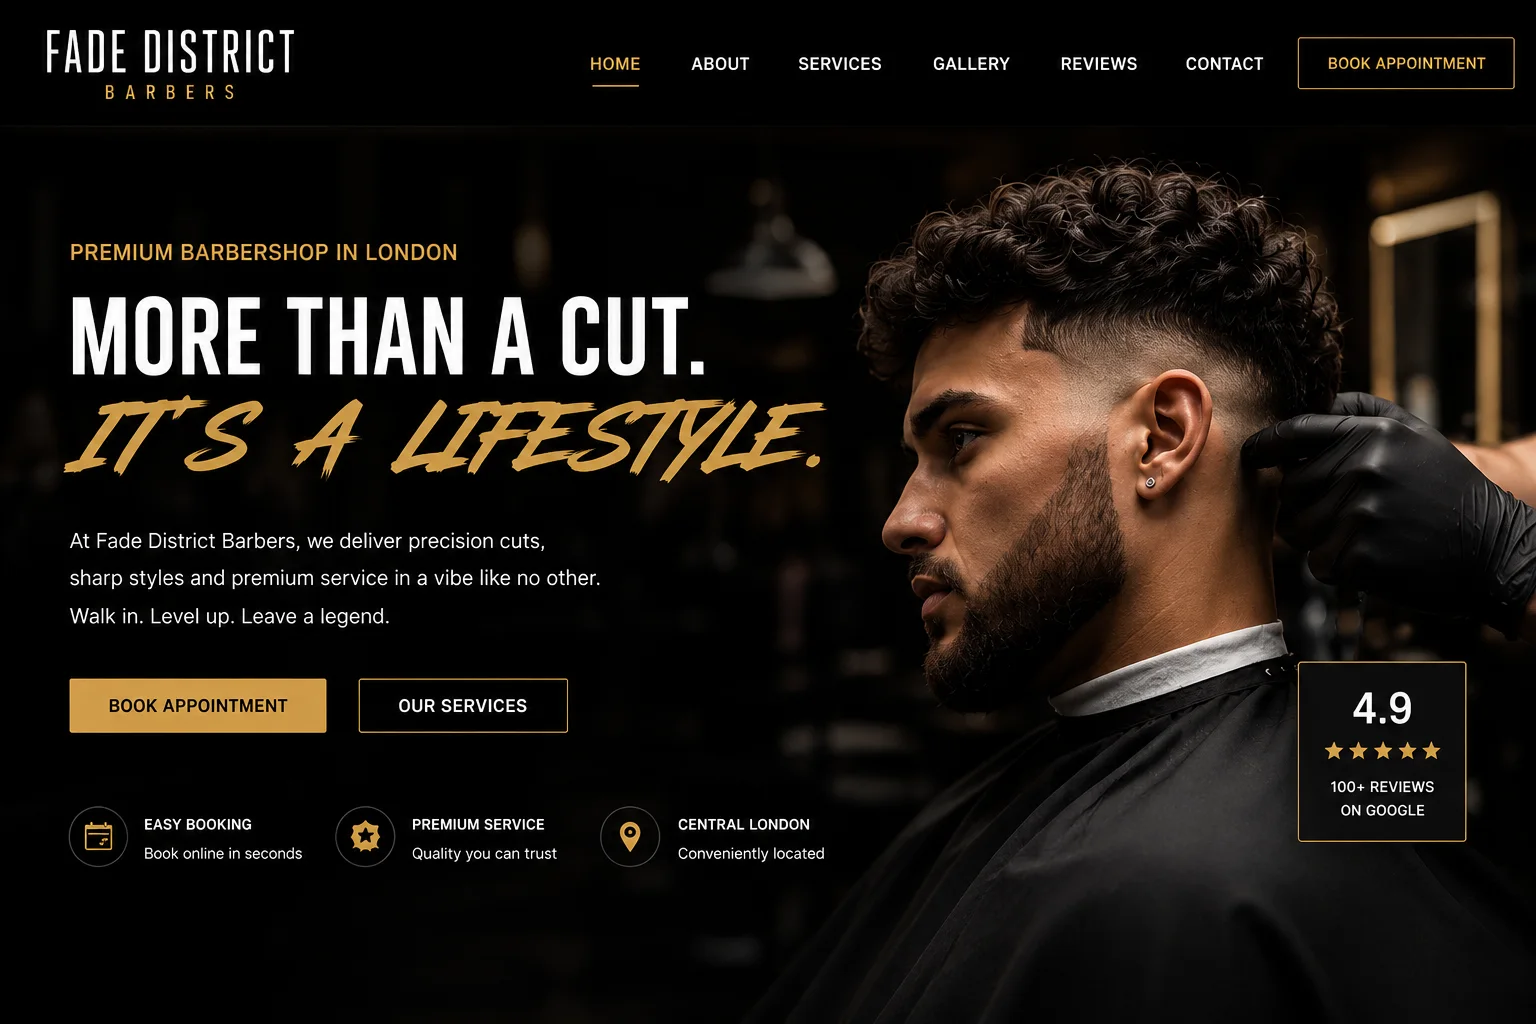 FADE DISTRICT
BARBERS
HOME
ABOUT
SERVICES
GALLERY
REVIEWS
CONTACT
BOOK APPOINTMENT
PREMIUM BARBERSHOP IN LONDON
MORE THAN A CUT.
IT'S A LIFESTYLE.
At Fade District Barbers, we deliver precision cuts,
sharp styles and premium service in a vibe like no other.
Walk in. Level up. Leave a legend.
BOOK APPOINTMENT
OUR SERVICES
EASY BOOKING
Book online in seconds
PREMIUM SERVICE
Quality you can trust
CENTRAL LONDON
Conveniently located
4.9
100+ REVIEWS
ON GOOGLE